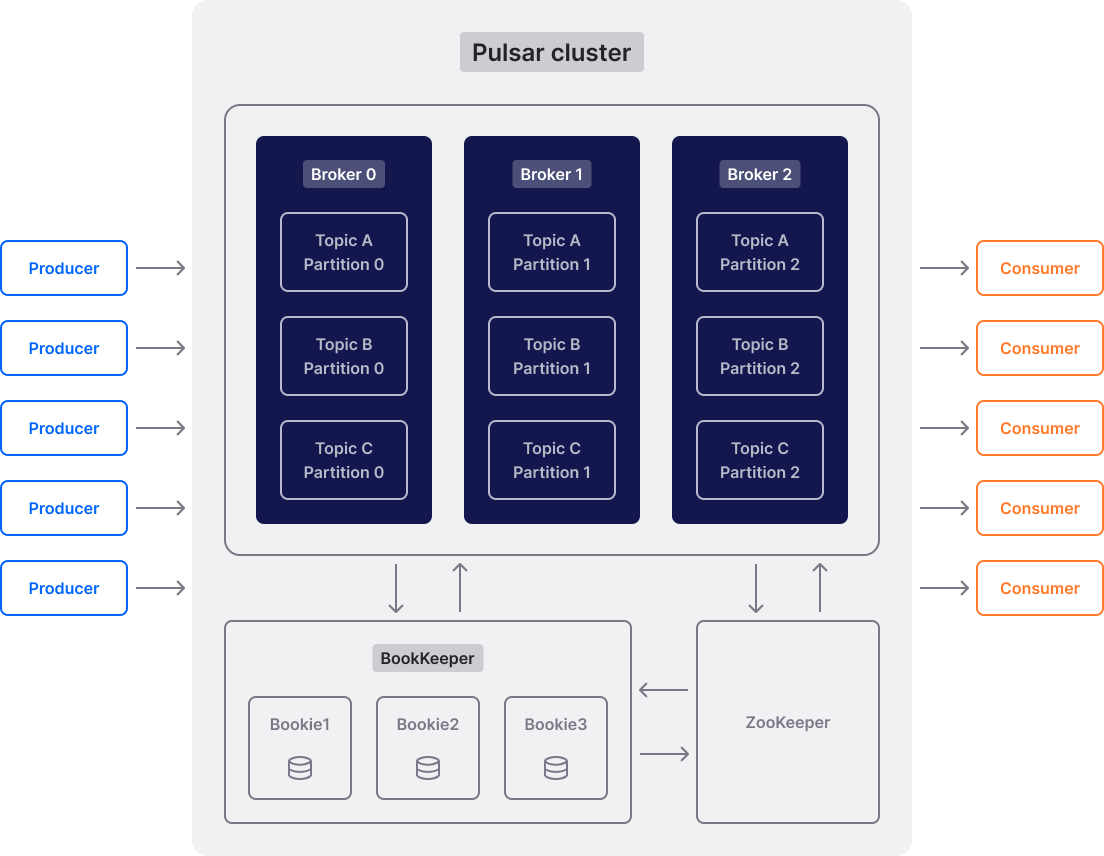 Pulsar cluster
Broker 0
Topic A
Partition 0
Topic B
Partition 0
Topic C
Partition 0
Broker 1
Topic A
Partition 1
Topic B
Partition 1
Topic C
Partition 1
Broker 2
Topic A
Partition 2
Topic B
Partition 2
Topic C
Partition 2
Producer
Producer
Producer
Producer
Producer
Consumer
Consumer
Consumer
Consumer
Consumer
BookKeeper
Bookie1
Bookie2
Bookie3
ZooKeeper